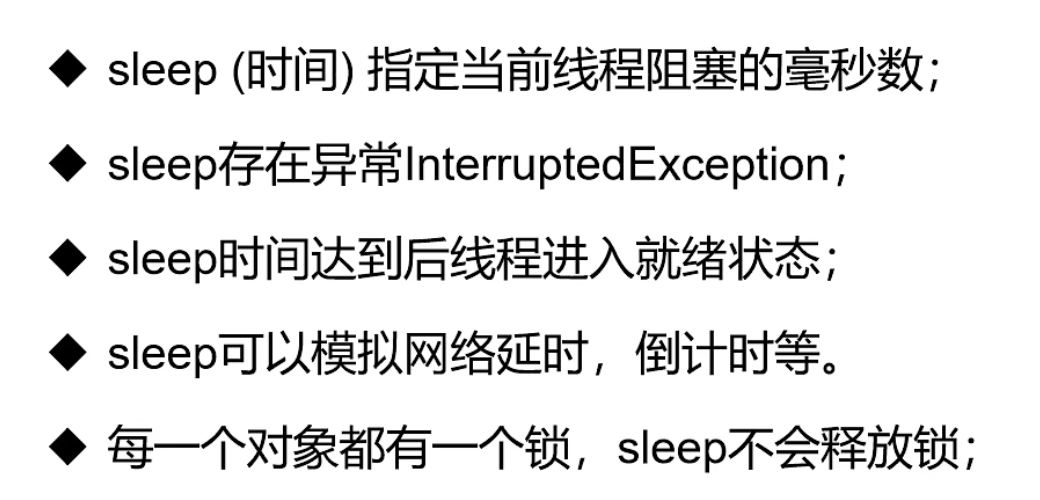 ◆ sleep (时间) 指定当前线程阻塞的毫秒数；
◆ sleep存在异常InterruptedException；
◆ sleep时间达到后线程进入就绪状态；
◆ sleep可以模拟网络延时，倒计时等。
◆ 每一个对象都有一个锁，sleep不会释放锁；